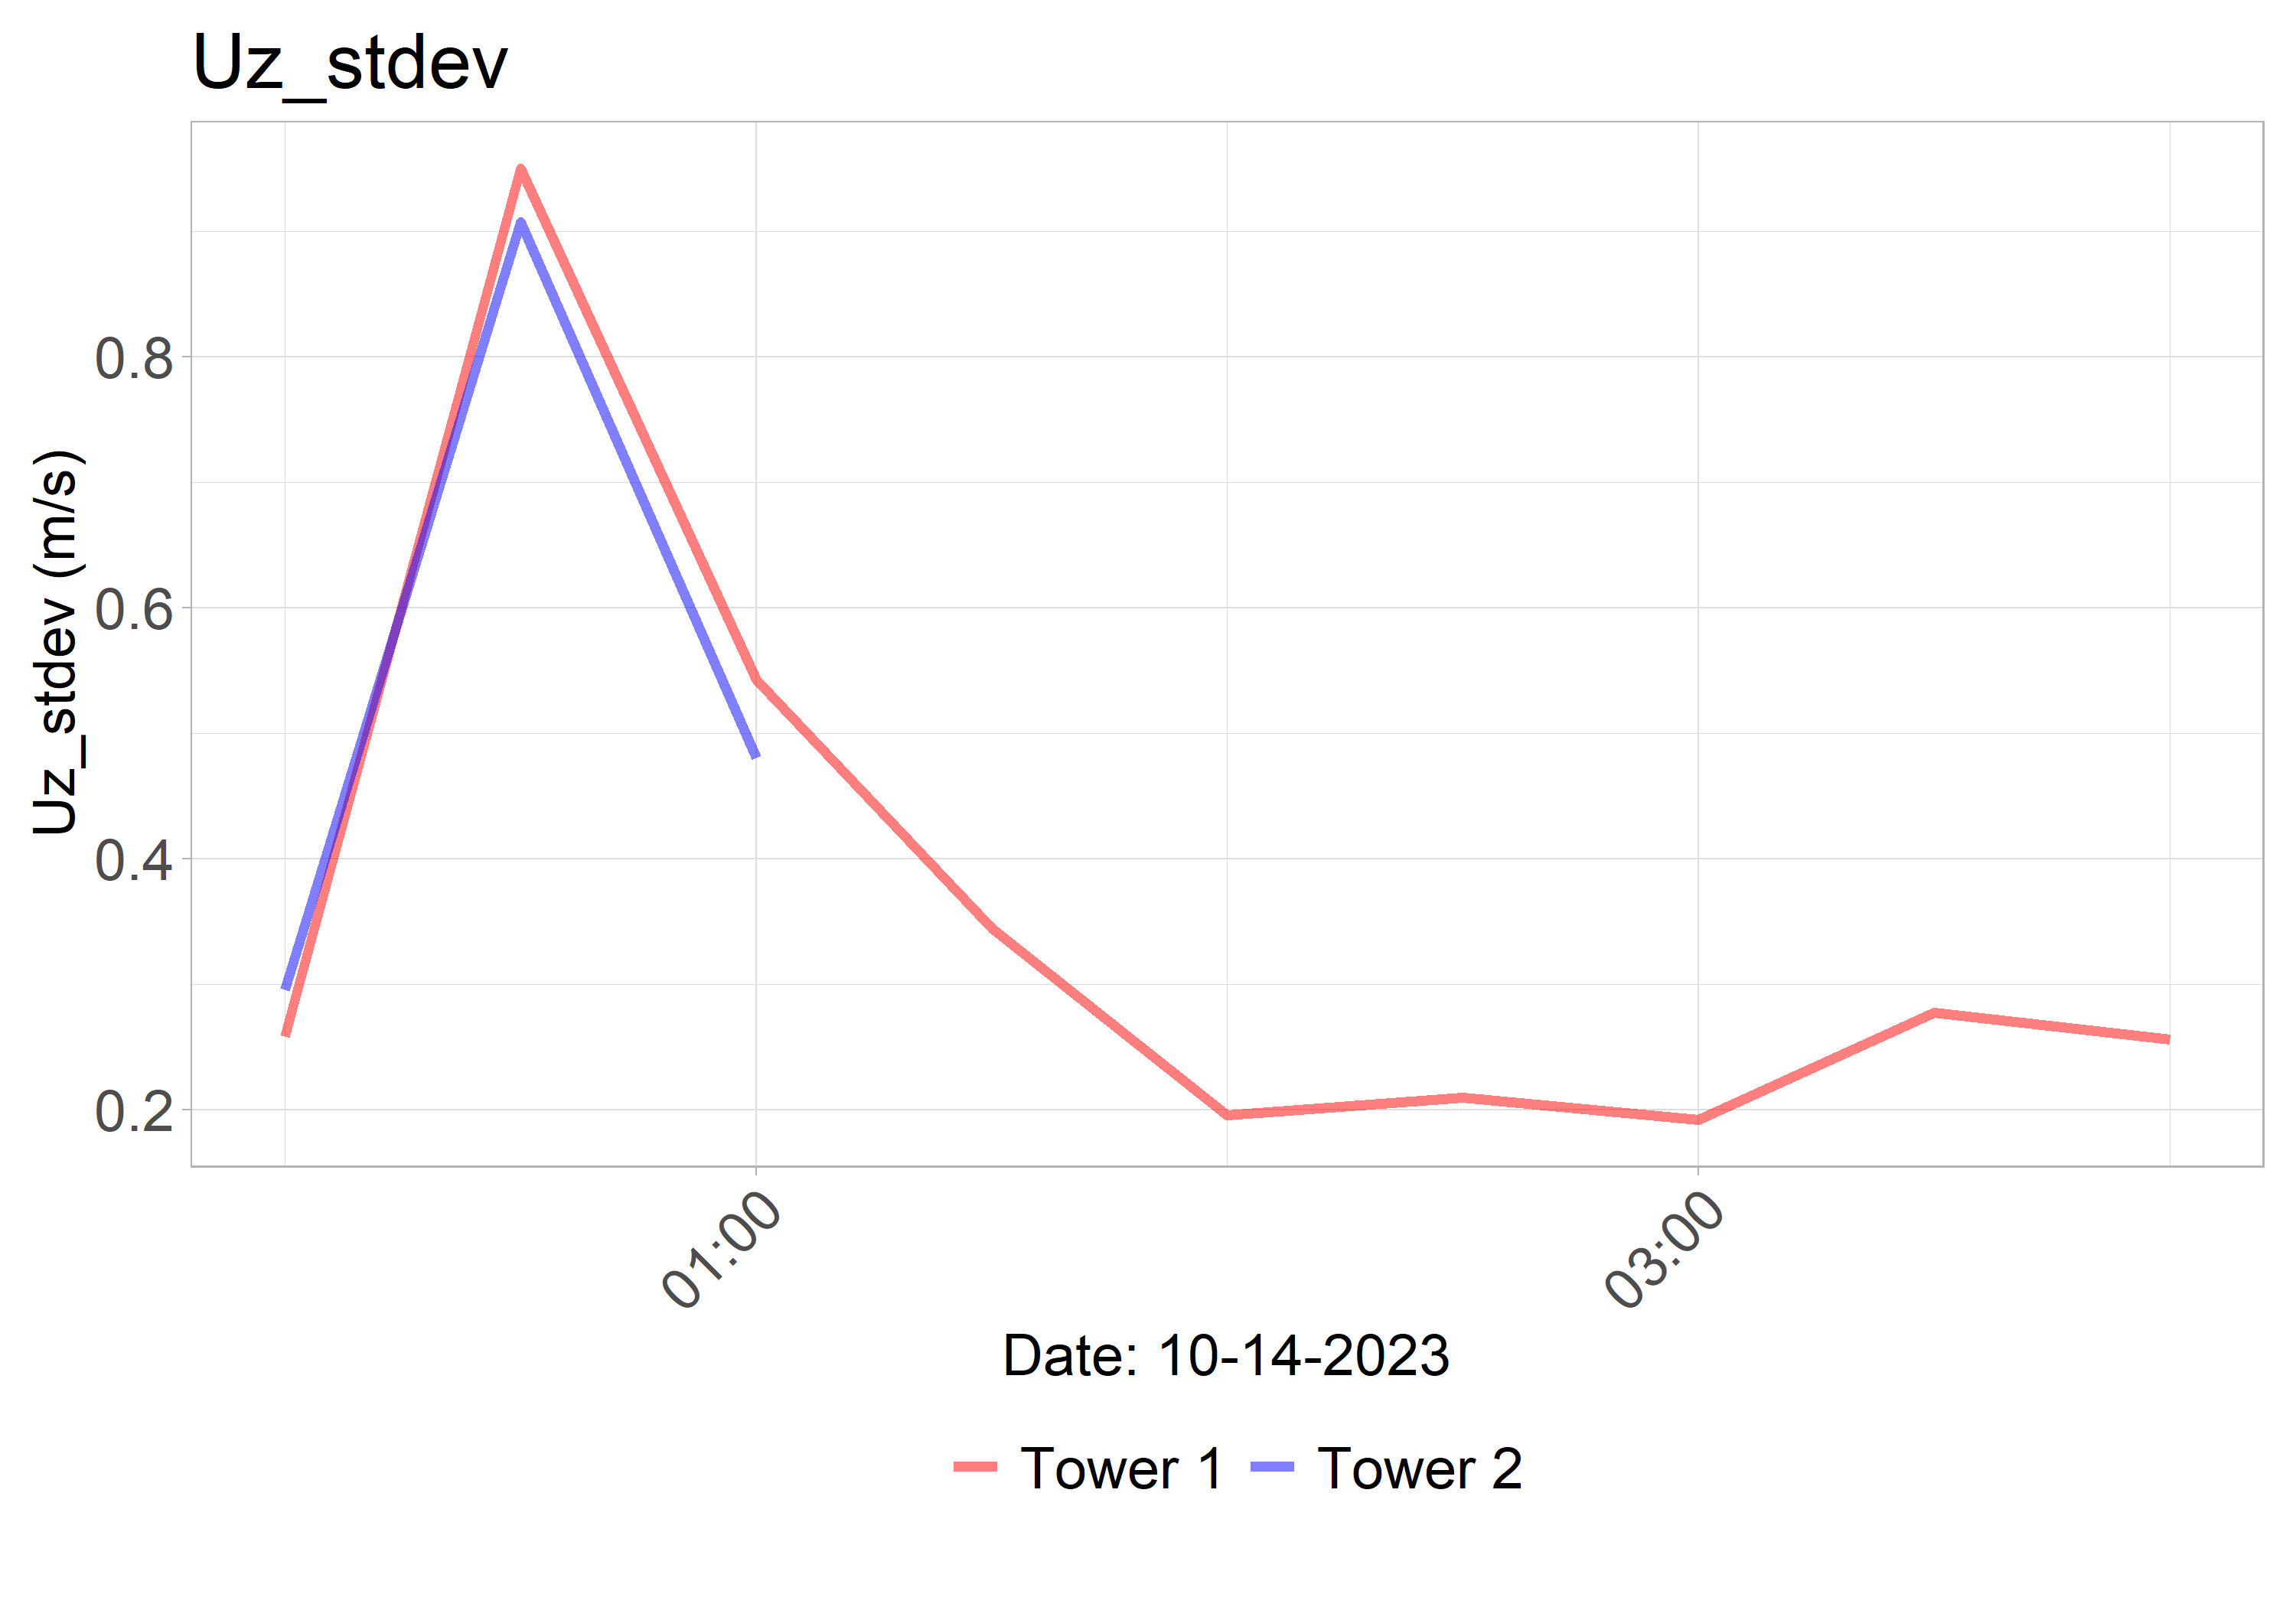 Uz_stdev
Uz_stdev (m/s)
0.8
0.6
0.4
0.2
01:00
03:00
Date: 10-14-2023
Tower 1
Tower 2